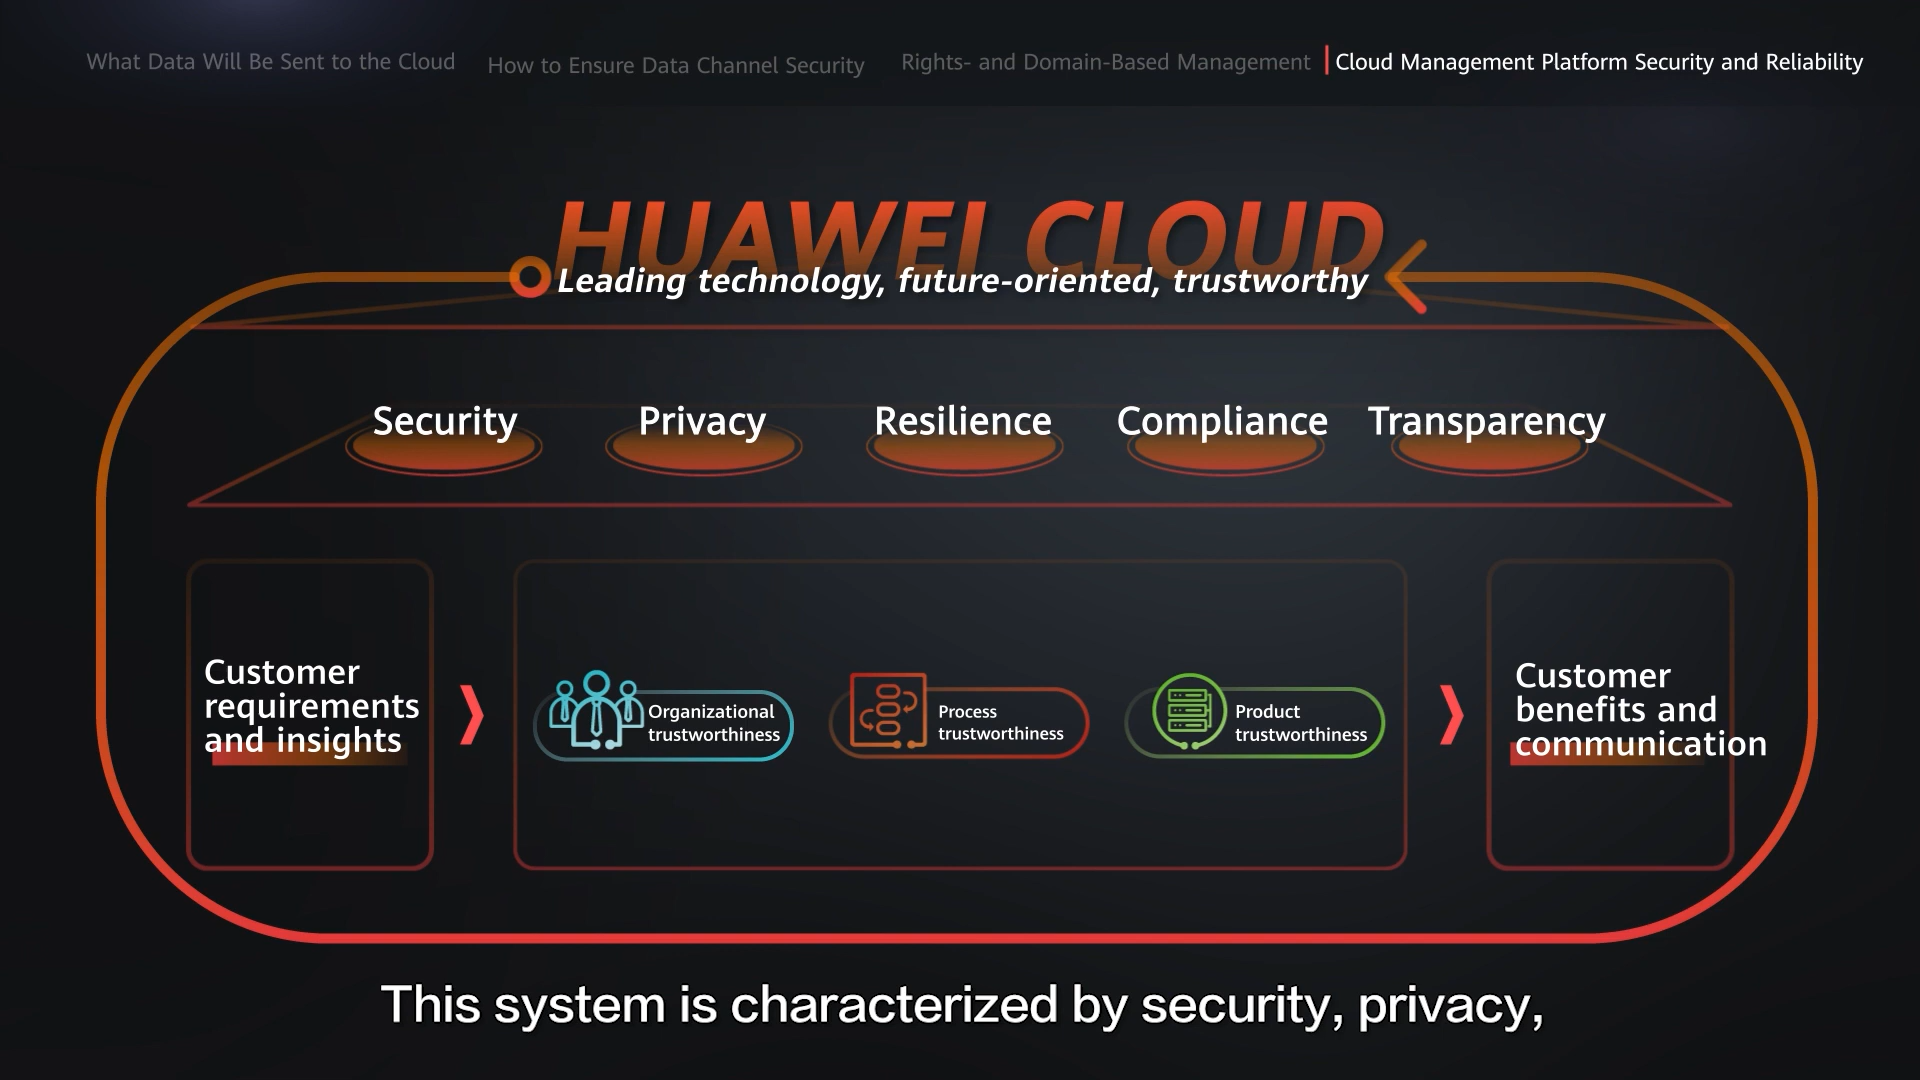 What Data Will Be Sent to the Cloud
How to Ensure Data Channel Security
Rights- and Domain-Based Management
Cloud Management Platform Security and Reliability
HUAWEI CLOUD
Leading technology, future-oriented, trustworthy
Security
Privacy
Resilience
Compliance
Transparency
Customer
requirements
and insights
Organizational
trustworthiness
Process
trustworthiness
Product
trustworthiness
Customer
benefits and
communication
This system is characterized by security, privacy,